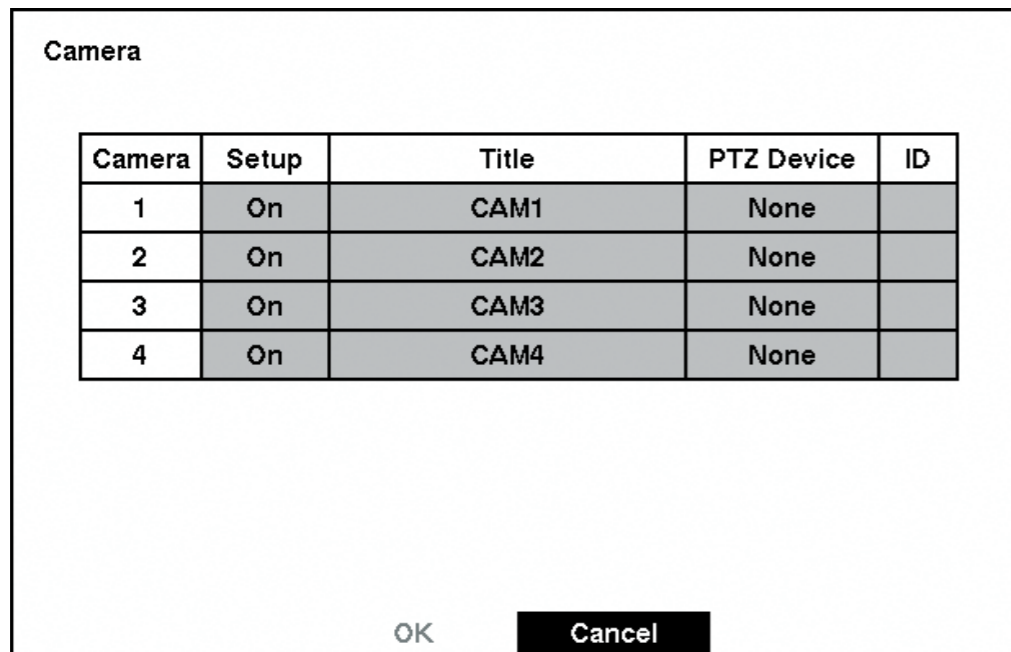 Camera
Camera Setup Title PTZ Device ID
1 On CAM1 None
2 On CAM2 None
3 On CAM3 None
4 On CAM4 None
OK Cancel